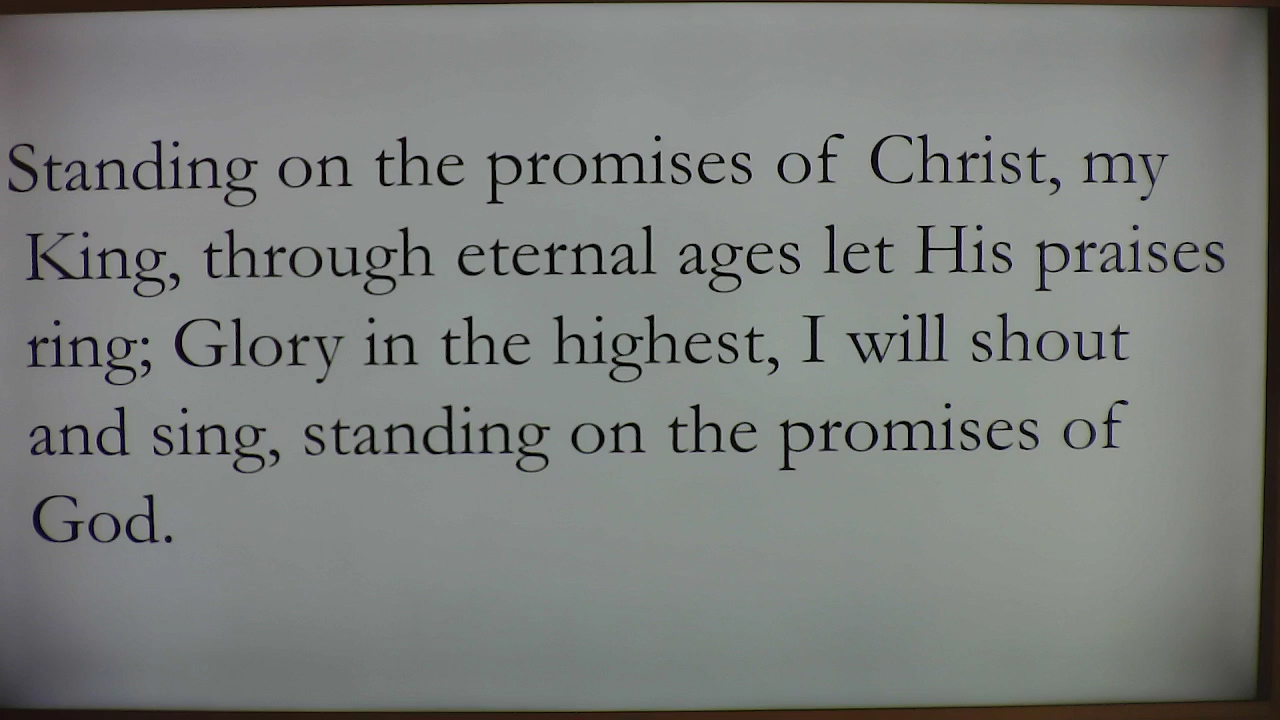 Standing on the promises of Christ, my
King, through eternal ages let His praises
ring; Glory in the highest, I will shout
and sing, standing on the promises of
God.